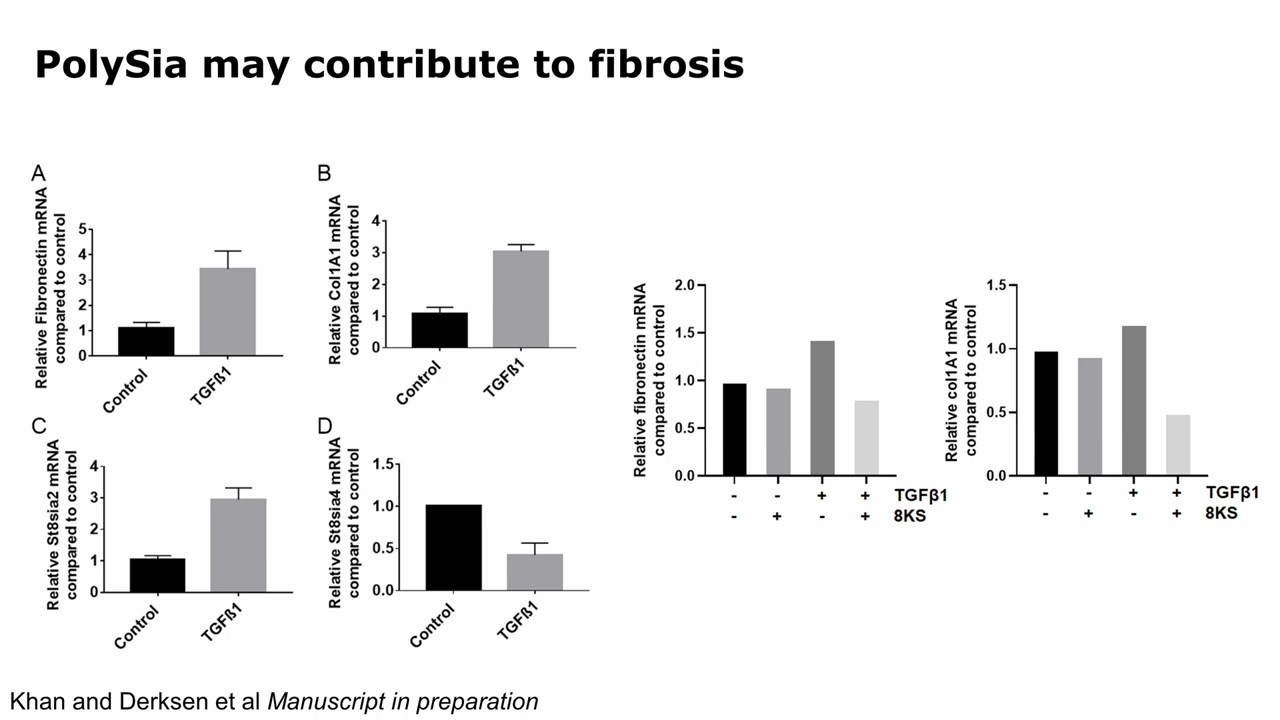 PolySia may contribute to fibrosis
A
Relative Fibronectin mRNA
compared to control
5
4
3
2
1
0
Control
TGFß1
B
Relative Col1A1 mRNA
compared to control
4
3
2
1
0
Control
TGFß1
C
Relative St8sia2 mRNA
compared to control
4
3
2
1
0
Control
TGFß1
D
Relative St8sia4 mRNA
compared to control
1.5
1.0
0.5
0.0
Control
TGFß1
Relative fibronectin mRNA
compared to control
2.0
1.5
1.0
0.5
0.0
- - + + TGFβ1
- + - + 8KS
Relative col1A1 mRNA
compared to control
1.5
1.0
0.5
0.0
- - + + TGFβ1
- + - + 8KS
Khan and Derksen et al Manuscript in preparation